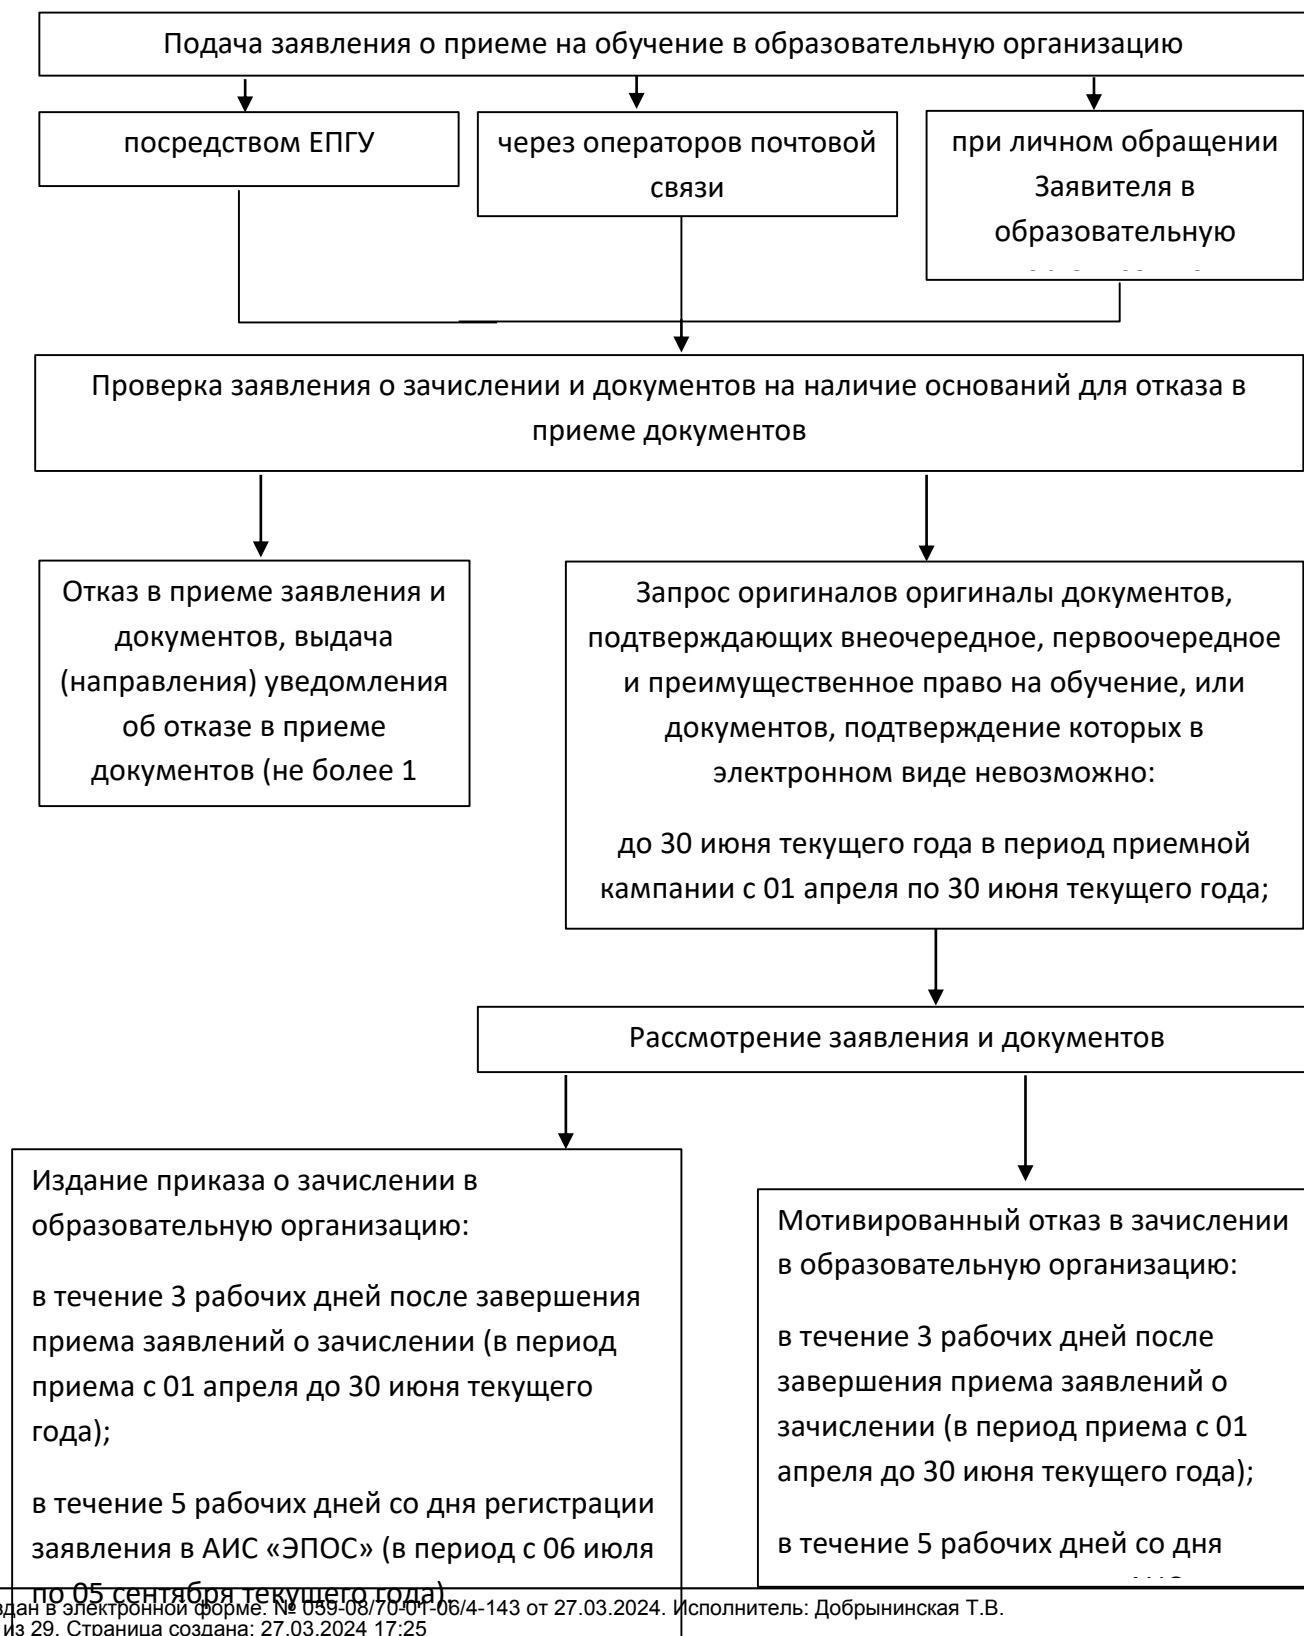 Подача заявления о приеме на обучение в образовательную организацию
посредством ЕПГУ
через операторов почтовой
связи
при личном обращении
Заявителя в
образовательную
Проверка заявления о зачислении и документов на наличие оснований для отказа в
приеме документов
Отказ в приеме заявления и
документов, выдача
(направления) уведомления
об отказе в приеме
документов (не более 1
Запрос оригиналов оригиналы документов,
подтверждающих внеочередное, первоочередное
и преимущественное право на обучение, или
документов, подтверждение которых в
электронном виде невозможно:
до 30 июня текущего года в период приемной
кампании с 01 апреля по 30 июня текущего года;
Рассмотрение заявления и документов
Издание приказа о зачислении в
образовательную организацию:
в течение 3 рабочих дней после завершения
приема заявлений о зачислении (в период
приема с 01 апреля до 30 июня текущего
года);
в течение 5 рабочих дней со дня регистрации
заявления в АИС «ЭПОС» (в период с 06 июля
по 05 сентября текущего года).
Мотивированный отказ в зачислении
в образовательную организацию:
в течение 3 рабочих дней после
завершения приема заявлений о
зачислении (в период приема с 01
апреля до 30 июня текущего года);
в течение 5 рабочих дней со дня
здан в электронной форме. № 059-08/70-01-06/4-143 от 27.03.2024. Исполнитель: Добрынинская Т.В.
из 29. Страница создана: 27.03.2024 17:25